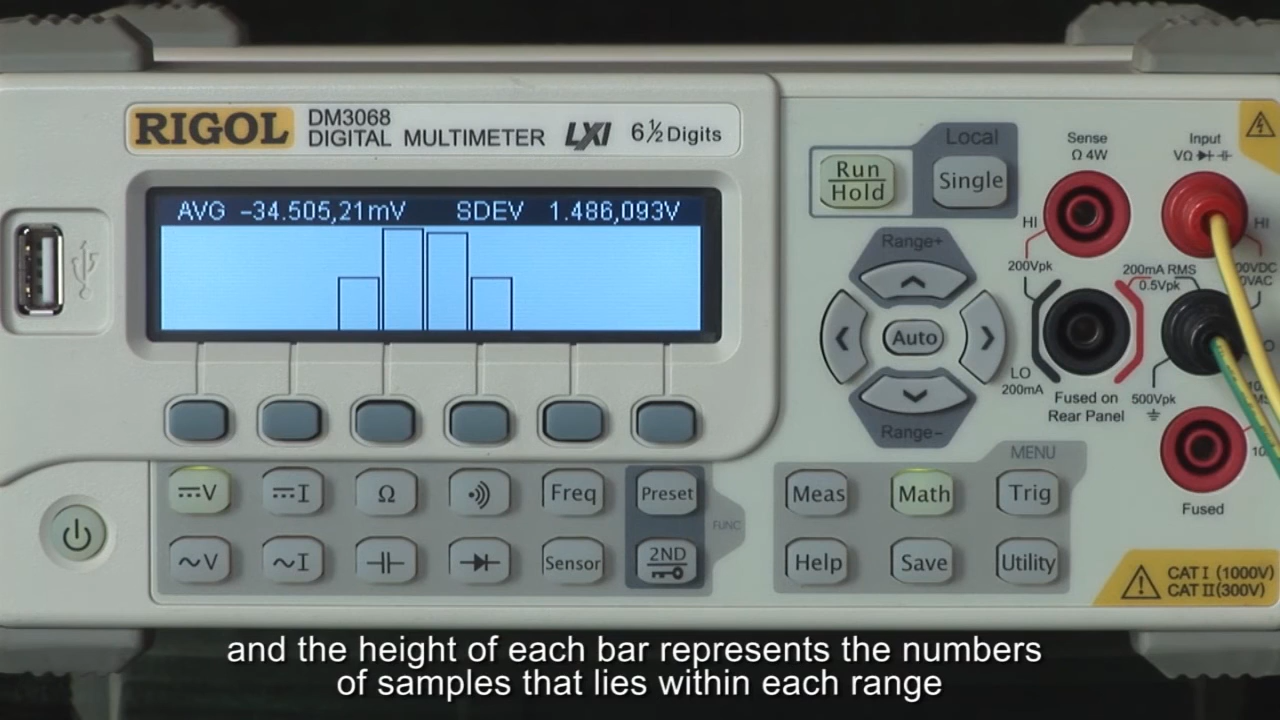 RIGOL
DM3068
DIGITAL MULTIMETER
LXI
6½ Digits
AVG -34.505,21mV SDEV 1.486,093V
Run
Hold
Local
Single
Sense
Ω 4W
Input
VΩ
HI
HI
200Vpk
200mA RMS
0.5Vpk
LO
200mA
Fused on
Rear Panel
500Vpk
Fused
Range+
Auto
Range-
V
I
Ω
Freq
Preset
FUNC
~V
~I
Sensor
2ND
MENU
Meas
Math
Trig
Help
Save
Utility
CAT I (1000V)
CAT II(300V)
and the height of each bar represents the numbers
of samples that lies within each range